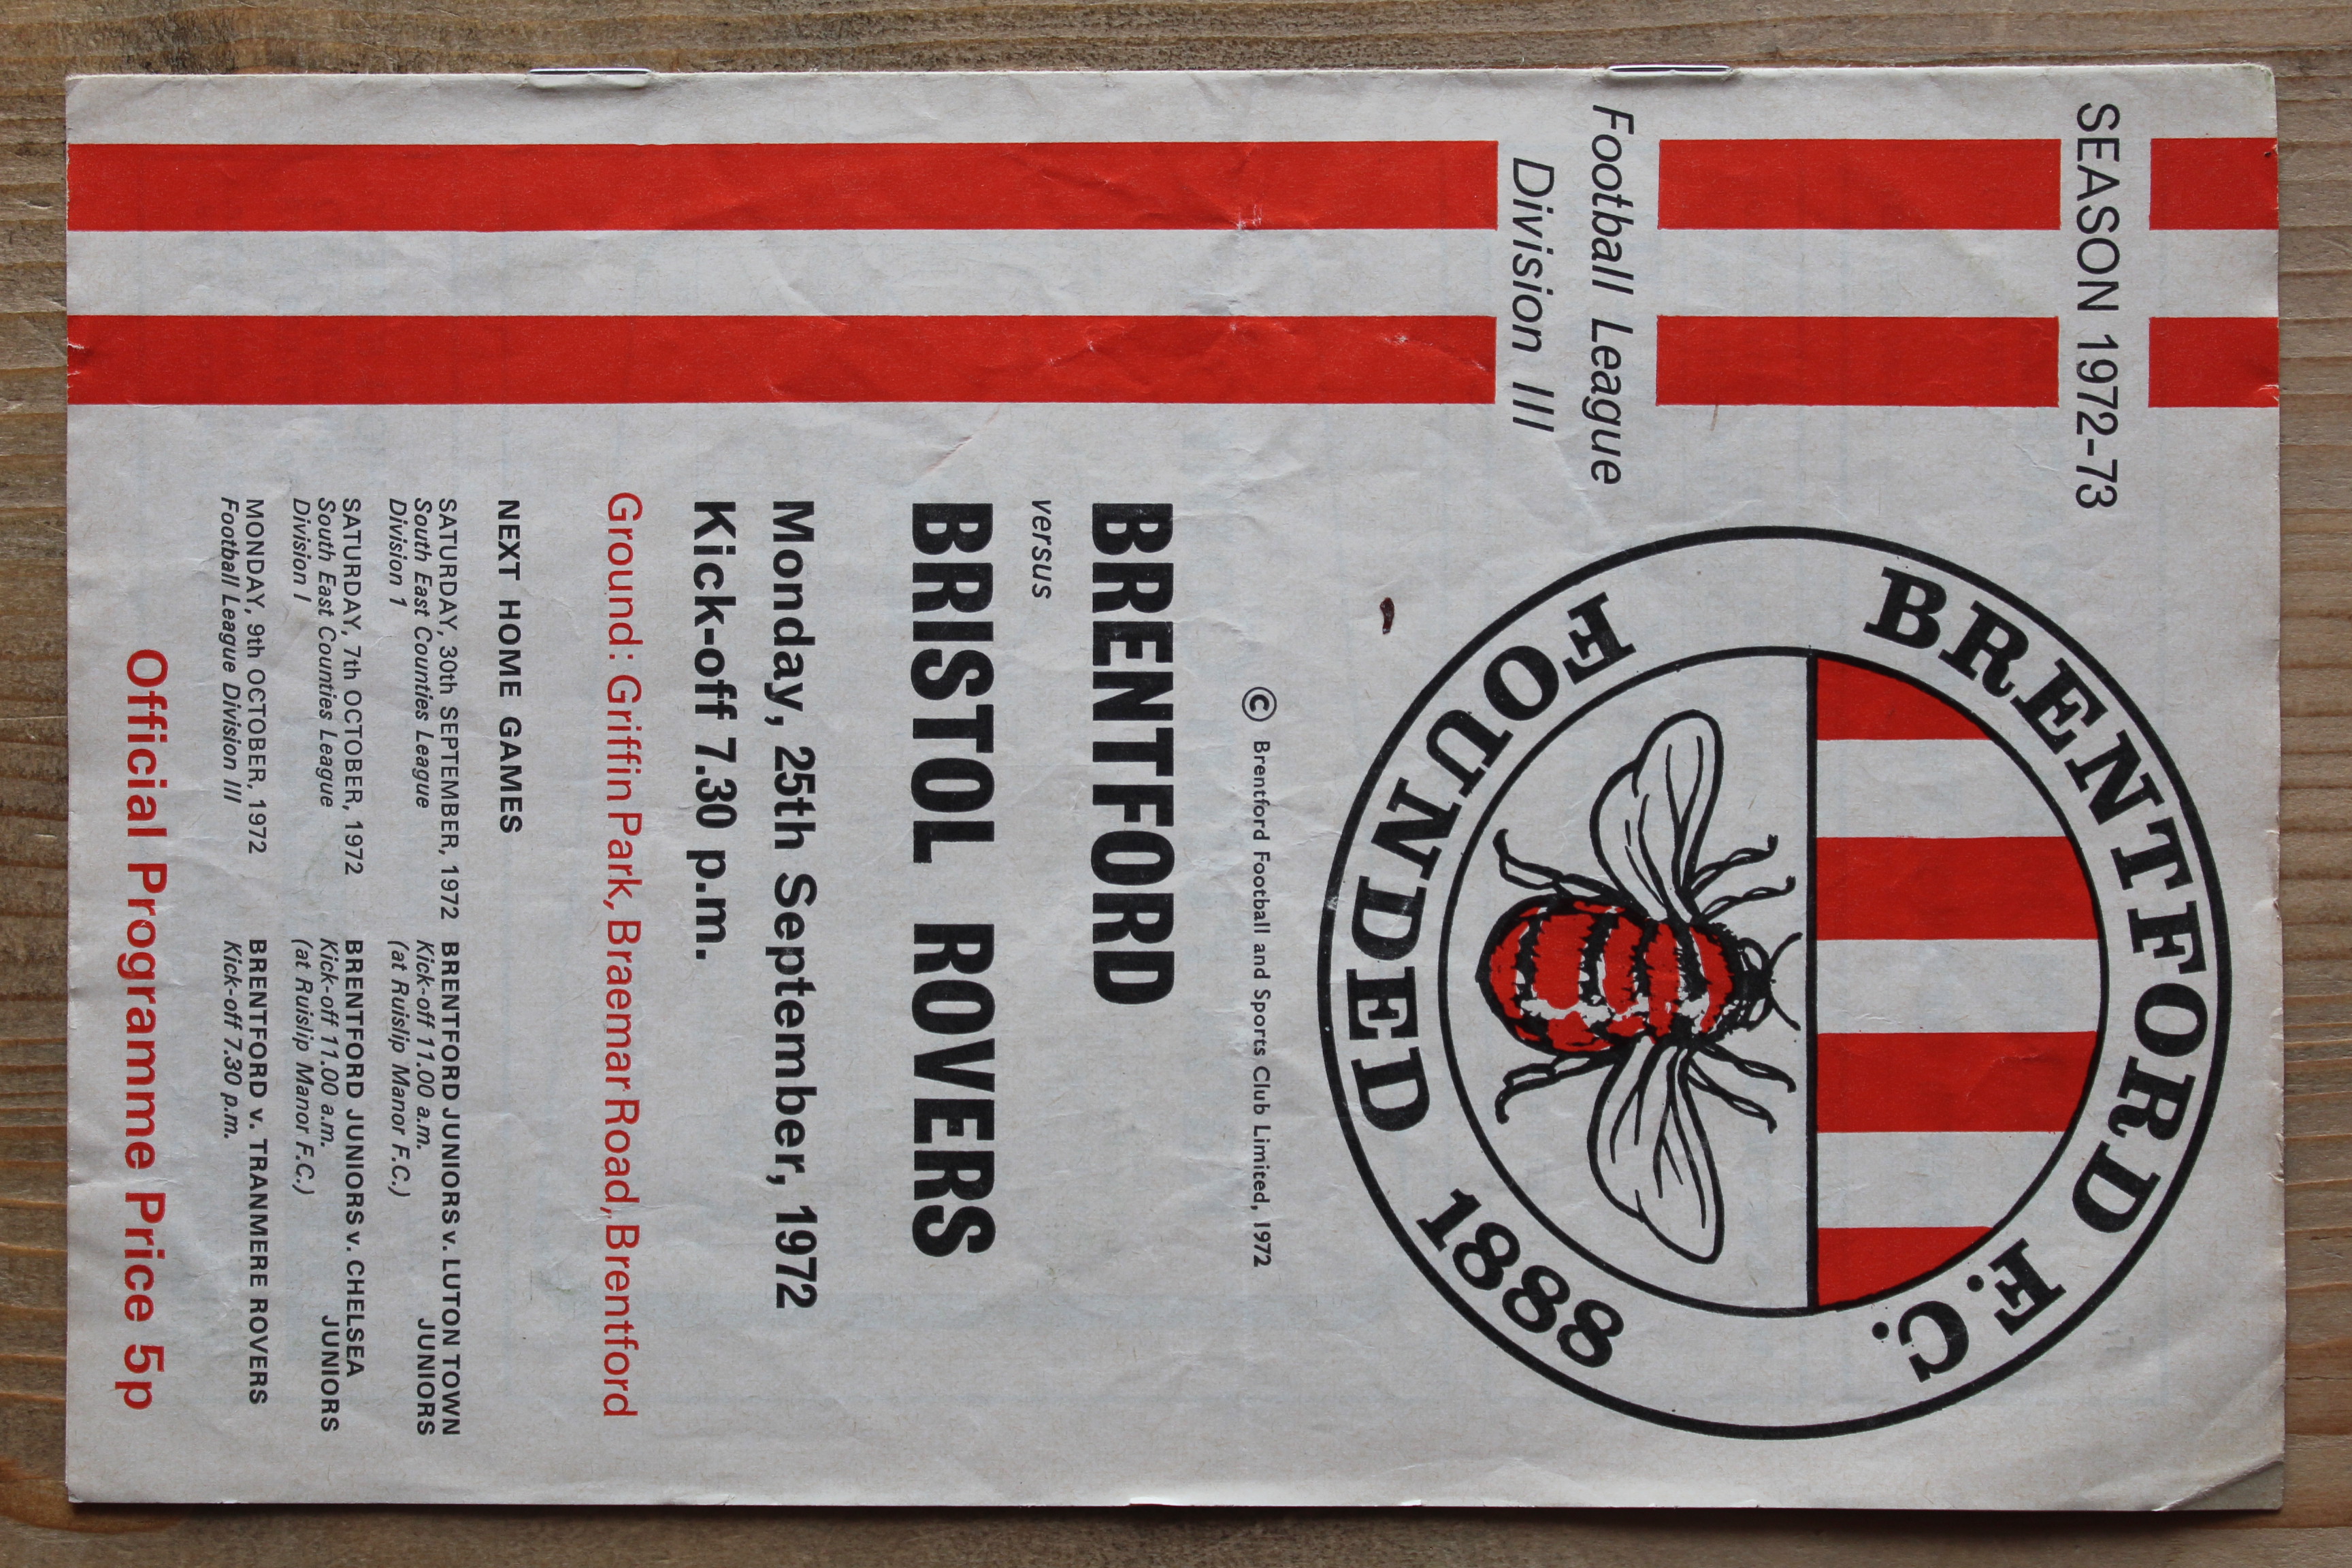 SEASON 1972-73
BRENTFORD F.C.
FOUNDED 1888
Football League
Division III
© Brentford Football and Sports Club Limited, 1972
BRENTFORD
versus
BRISTOL ROVERS
Monday, 25th September, 1972
Kick-off 7.30 p.m.
Ground: Griffin Park, Braemar Road, Brentford
NEXT HOME GAMES
SATURDAY, 30th SEPTEMBER, 1972 BRENTFORD JUNIORS v. LUTON TOWN
South East Counties League Kick-off 11.00 a.m. JUNIORS
Division 1 (at Ruislip Manor F.C.)
SATURDAY, 7th OCTOBER, 1972 BRENTFORD JUNIORS v. CHELSEA
South East Counties League Kick-off 11.00 a.m. JUNIORS
Division I (at Ruislip Manor F.C.)
MONDAY, 9th OCTOBER, 1972 BRENTFORD v. TRANMERE ROVERS
Football League Division III Kick-off 7.30 p.m.
Official Programme Price 5p